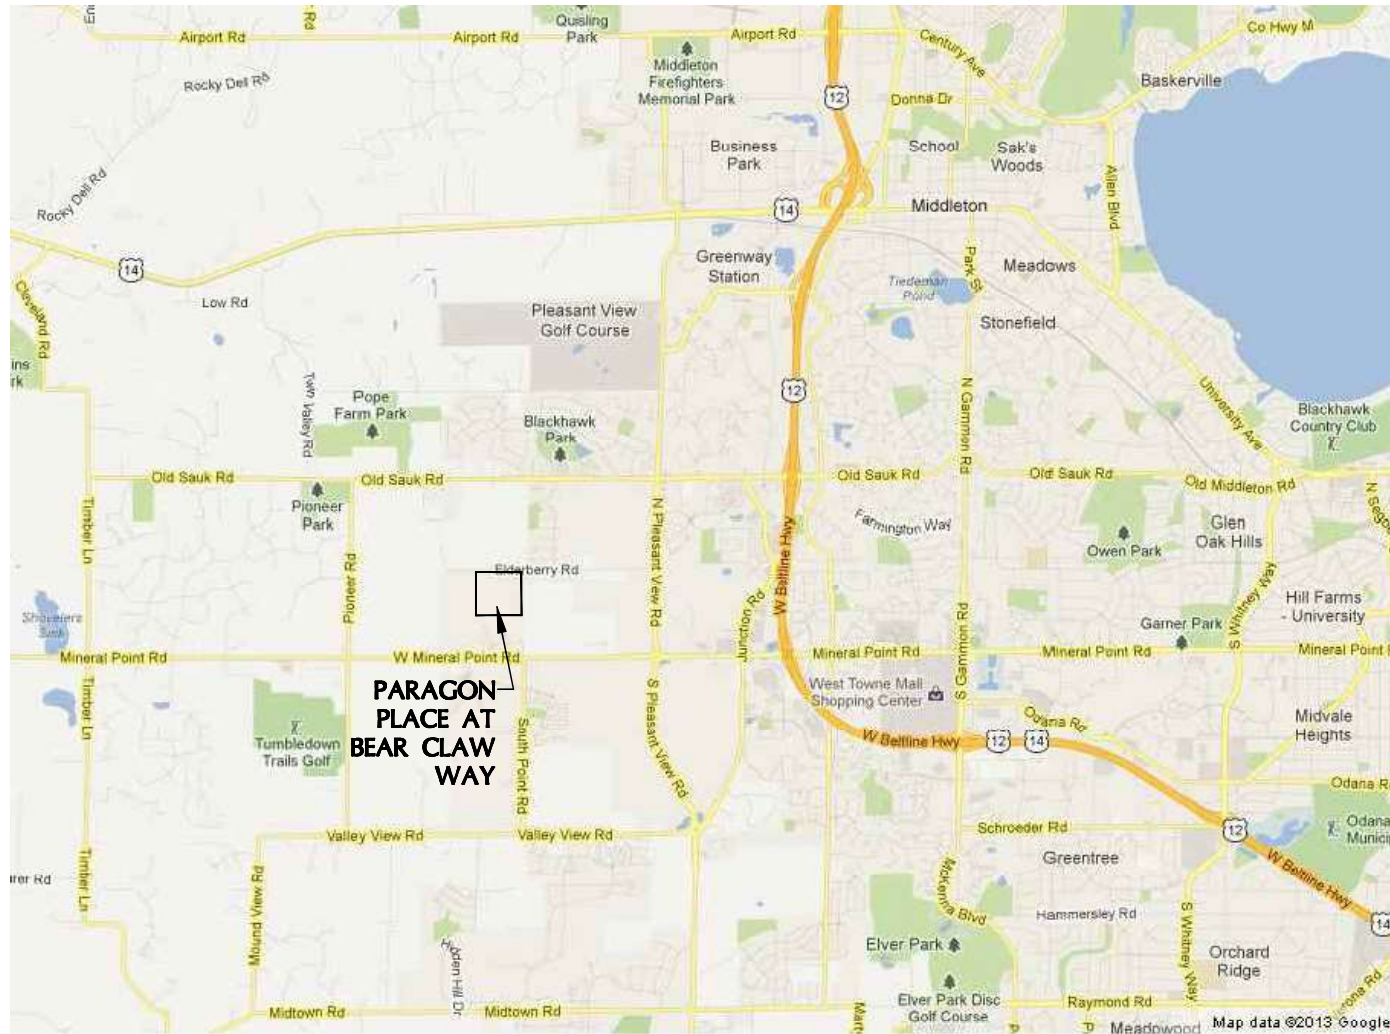 Quisling
Park
Airport Rd
Airport Rd
Airport Rd
Century Ave
Co Hwy M
Rd
Rocky Dell Rd
Middleton
Firefighters
Memorial Park
12
Donna Dr
Baskerville
Business
Park
School
Sak's
Woods
Allen Blvd
Rocky Dell Rd
14
Middleton
14
Greenway
Station
Park St
Meadows
Tiedeman
Pond
Cleveland Rd
Low Rd
Pleasant View
Golf Course
Stonefield
Twin Valley Rd
Pope
Farm Park
12
N Gammon Rd
University Ave
Blackhawk
Park
Blackhawk
Country Club
Old Sauk Rd
Old Sauk Rd
Old Sauk Rd
Old Sauk Rd
Old Middleton Rd
Timber Ln
Pioneer
Park
N Pleasant View Rd
Farmington Way
Owen Park
Glen
Oak Hills
Pioneer Rd
Elderberry Rd
W Beltline Hwy
Junction Rd
S Gammon Rd
S Whitney Way
Hill Farms
- University
Garner Park
Mineral Point Rd
W Mineral Point Rd
Mineral Point Rd
Mineral Point Rd
Mineral Point
PARAGON
PLACE AT
BEAR CLAW
WAY
Timber Ln
S Pleasant View Rd
West Towne Mall
Shopping Center
Tumbledown
Trails Golf
South Point Rd
W Beltline Hwy
12
14
Odana Rd
Midvale
Heights
Odana R
Valley View Rd
Valley View Rd
Schroeder Rd
12
Odana
Munici
Greentree
W Beltline Hwy
Timber Ln
Mound View Rd
McKenna Blvd
Hammersley Rd
S Whitney Way
14
Hidden Hill Dr
Elver Park
Orchard
Ridge
Elver Park Disc
Golf Course
Midtown Rd
Midtown Rd
Raymond Rd
Meadowood
Map data ©2013 Google